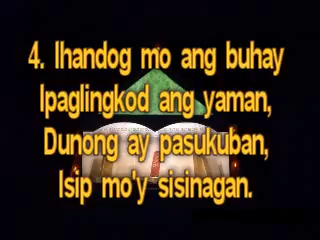 4. Ihandog mo ang buhay
Ipaglingkod ang yaman,
Dunong ay pasukuban,
Isip mo'y sisinagan.